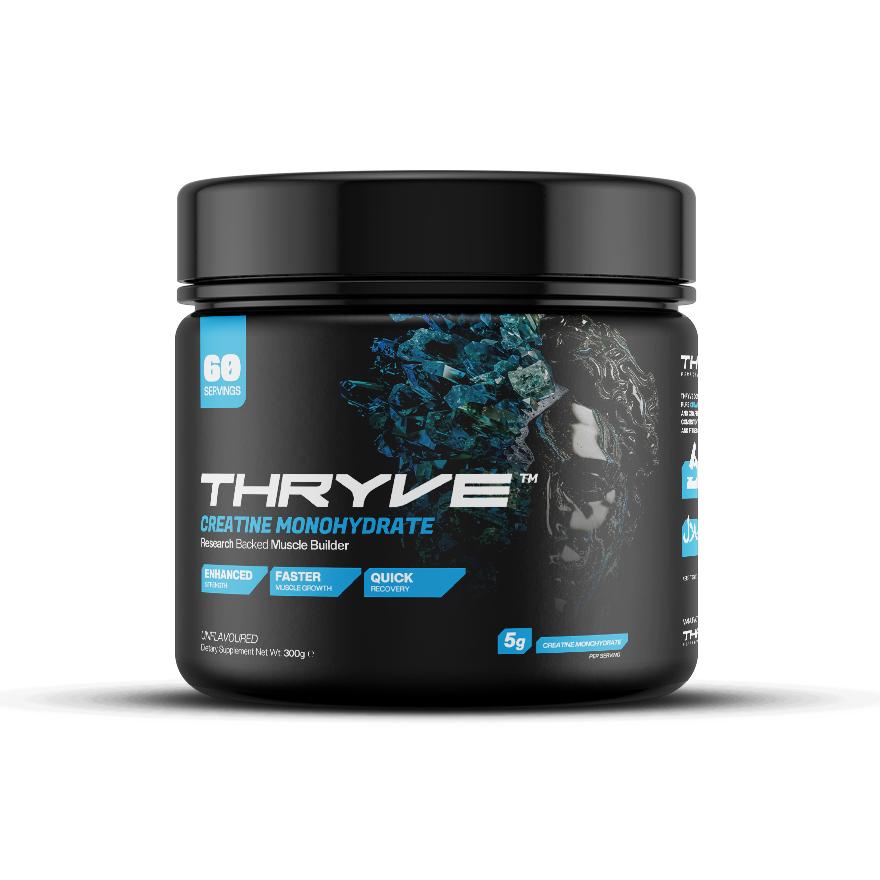 60
SERVINGS
THRYVE™
CREATINE MONOHYDRATE
Research Backed Muscle Builder
ENHANCED
STRENGTH
FASTER
MUSCLE GROWTH
QUICK
RECOVERY
UNFLAVOURED
Dietary Supplement Net Wt. 300g ℮
5g
CREATINE MONOHYDRATE
PER SERVING